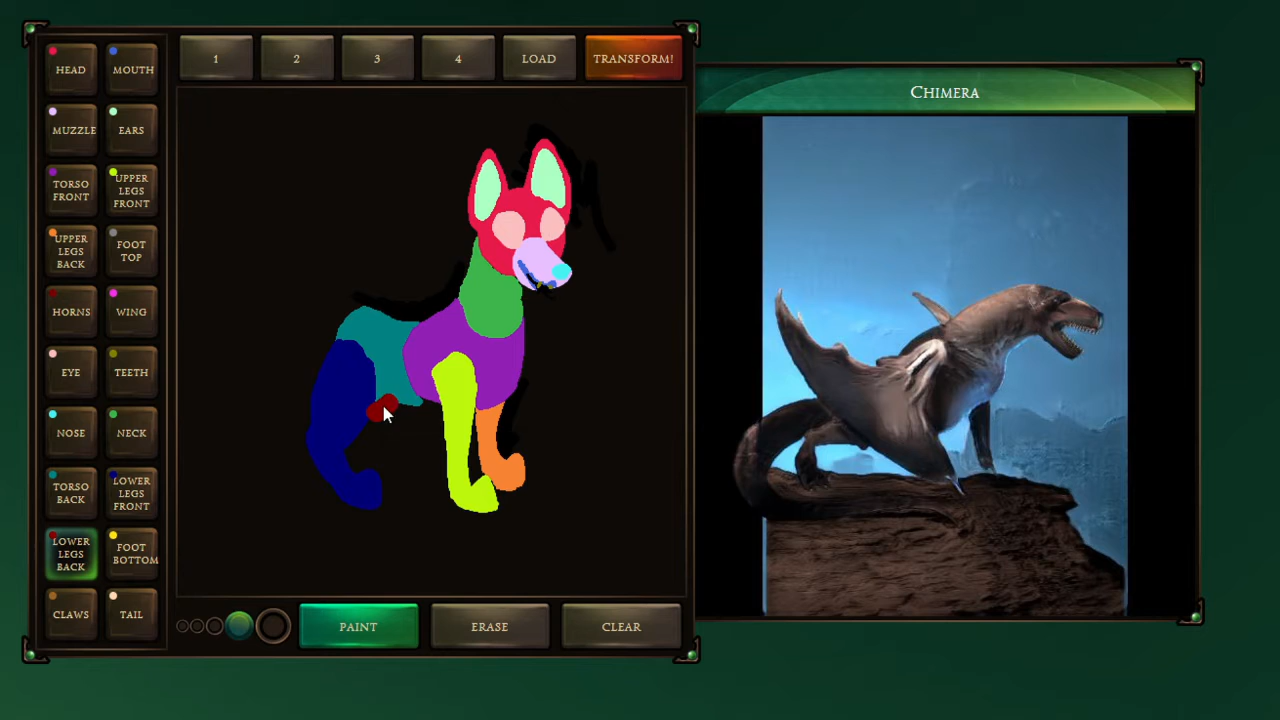 1
2
3
4
LOAD
TRANSFORM!
HEAD
MOUTH
MUZZLE
EARS
TORSO
FRONT
UPPER
LEGS
FRONT
UPPER
LEGS
BACK
FOOT
TOP
HORNS
WING
EYE
TEETH
NOSE
NECK
TORSO
BACK
LOWER
LEGS
FRONT
LOWER
LEGS
BACK
FOOT
BOTTOM
CLAWS
TAIL
PAINT
ERASE
CLEAR
CHIMERA